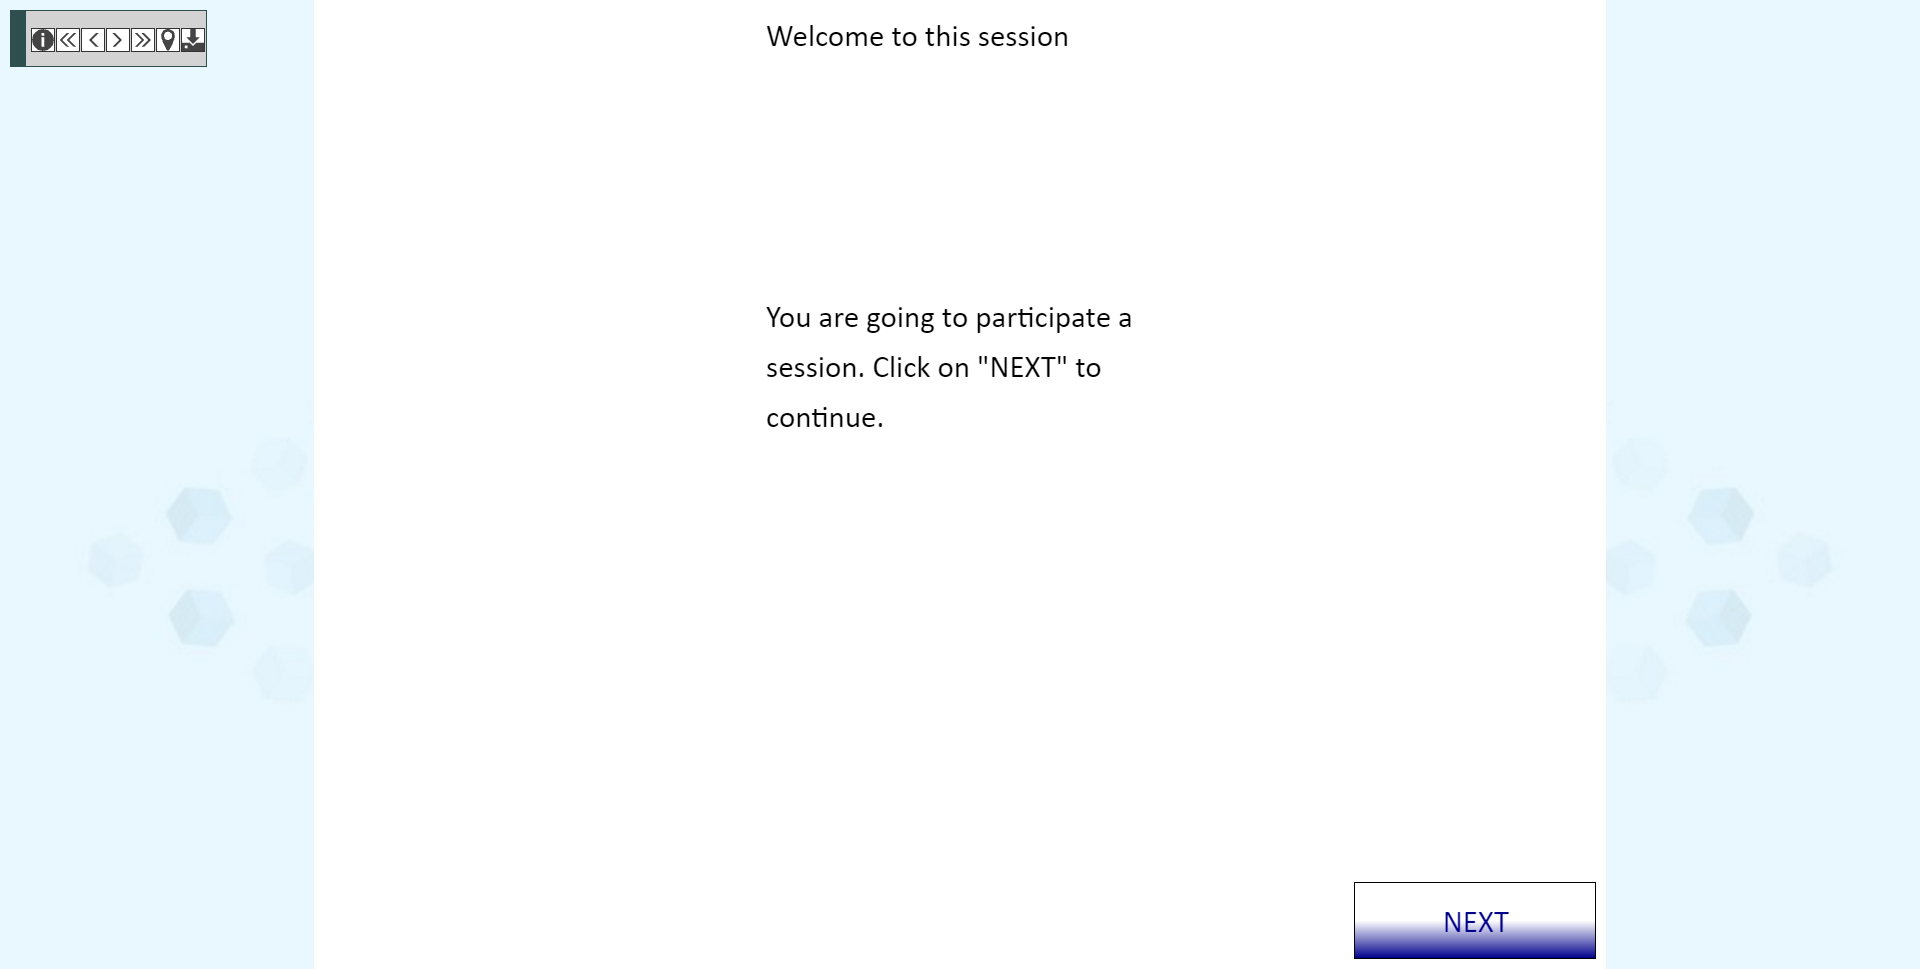 Welcome to this session
You are going to participate a
session. Click on "NEXT" to
continue.
NEXT